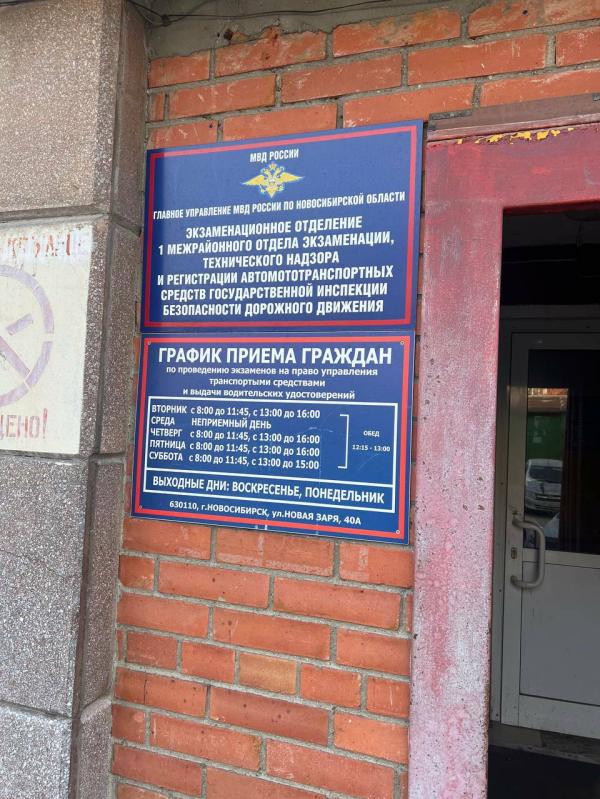 МВД РОССИИ
ГЛАВНОЕ УПРАВЛЕНИЕ МВД РОССИИ ПО НОВОСИБИРСКОЙ ОБЛАСТИ
ЭКЗАМЕНАЦИОННОЕ ОТДЕЛЕНИЕ
1 МЕЖРАЙОННОГО ОТДЕЛА ЭКЗАМЕНАЦИИ,
ТЕХНИЧЕСКОГО НАДЗОРА
И РЕГИСТРАЦИИ АВТОМОТОТРАНСПОРТНЫХ
СРЕДСТВ ГОСУДАРСТВЕННОЙ ИНСПЕКЦИИ
БЕЗОПАСНОСТИ ДОРОЖНОГО ДВИЖЕНИЯ
ГРАФИК ПРИЕМА ГРАЖДАН
по проведению экзаменов на право управления
транспортыми средствами
и выдачи водительских удостоверений
ВТОРНИК с 8:00 до 11:45, с 13:00 до 16:00
СРЕДА НЕПРИЕМНЫЙ ДЕНЬ
ЧЕТВЕРГ с 8:00 до 11:45, с 13:00 до 16:00
ПЯТНИЦА с 8:00 до 11:45, с 13:00 до 16:00
СУББОТА с 8:00 до 11:45, с 13:00 до 15:00
ОБЕД
12:15 - 13:00
ВЫХОДНЫЕ ДНИ: ВОСКРЕСЕНЬЕ, ПОНЕДЕЛЬНИК
630110, г.НОВОСИБИРСК, ул.НОВАЯ ЗАРЯ, 40А